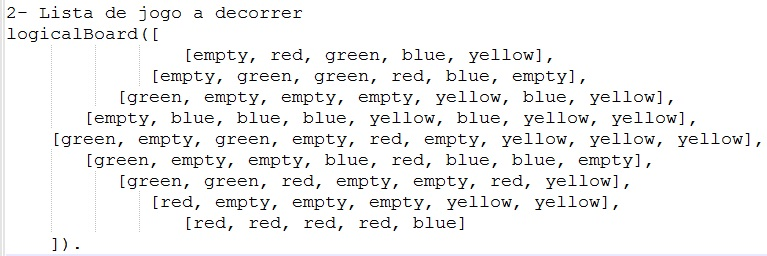 2- Lista de jogo a decorrer
logicalBoard([
[empty, red, green, blue, yellow],
[empty, green, green, red, blue, empty],
[green, empty, empty, empty, yellow, blue, yellow],
[empty, blue, blue, blue, yellow, blue, yellow, yellow],
[green, empty, green, empty, red, empty, yellow, yellow, yellow],
[green, empty, empty, blue, red, blue, blue, empty],
[green, green, red, empty, empty, red, yellow],
[red, empty, empty, empty, yellow, yellow],
[red, red, red, red, blue]
]).